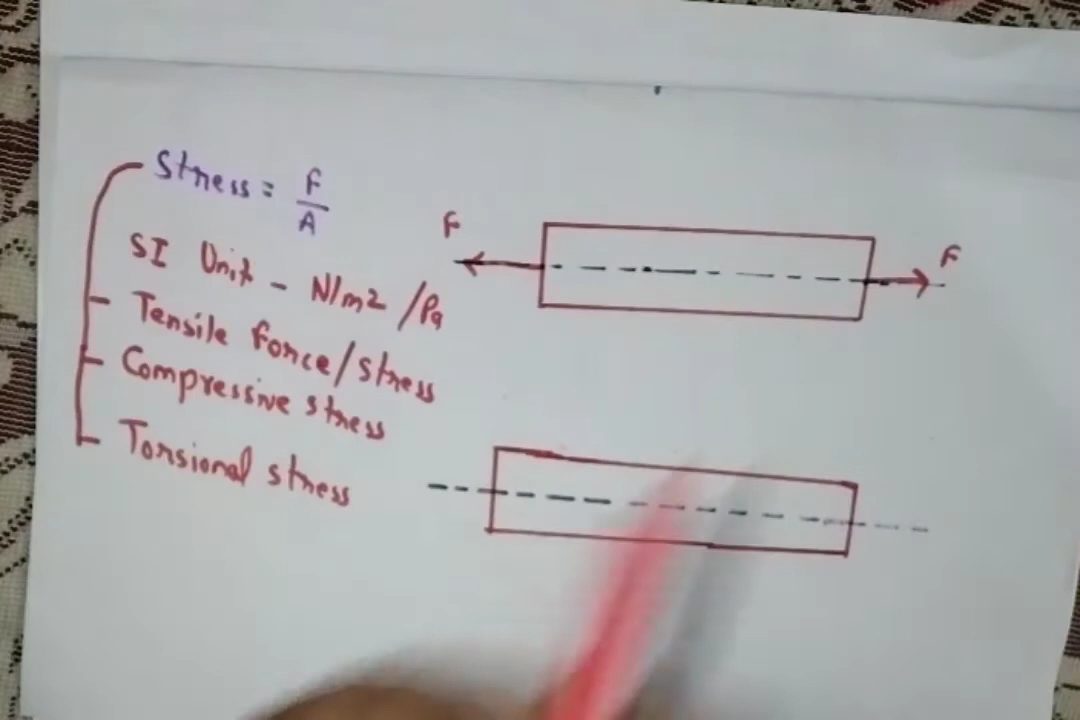 Stress = F/A
SI Unit - N/m2 / Pa
Tensile force/stress
Compressive stress
Torsional stress
F
F